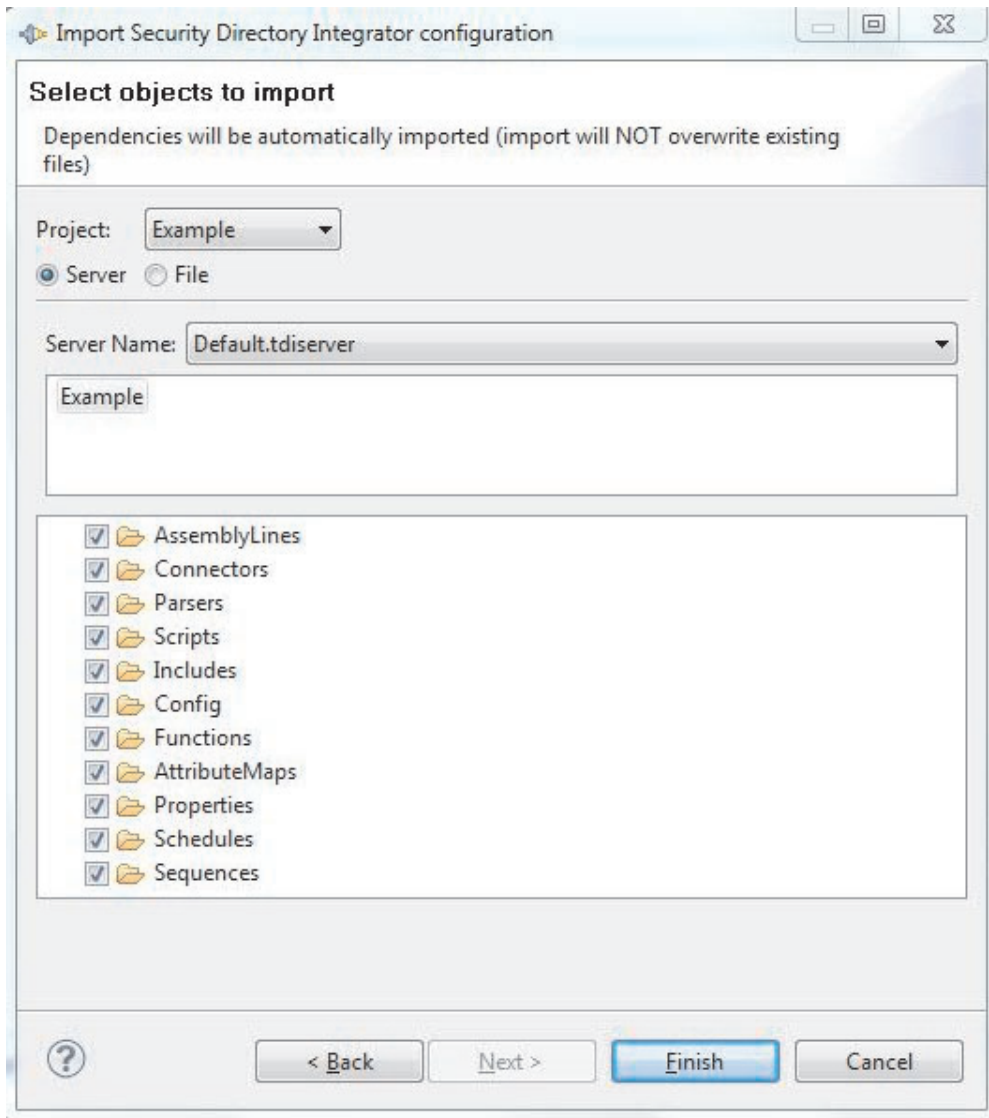 Import Security Directory Integrator configuration
Select objects to import
Dependencies will be automatically imported (import will NOT overwrite existing
files)
Project: Example
Server File
Server Name: Default.tdiserver
Example
AssemblyLines
Connectors
Parsers
Scripts
Includes
Config
Functions
AttributeMaps
Properties
Schedules
Sequences
? < Back Next > Finish Cancel